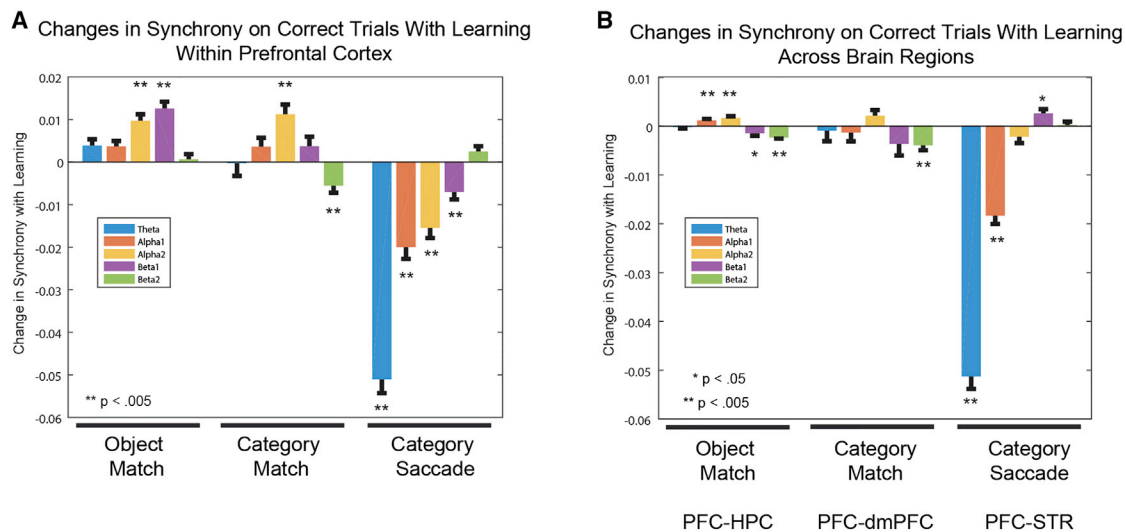 A
Changes in Synchrony on Correct Trials With Learning
Within Prefrontal Cortex
Change in Synchrony with Learning
0.02
0.01
0
-0.01
-0.02
-0.03
-0.04
-0.05
-0.06
** **
**
**
**
**
**
**
**
Theta
Alpha1
Alpha2
Beta1
Beta2
** p < .005
Object
Match
Category
Match
Category
Saccade
B
Changes in Synchrony on Correct Trials With Learning
Across Brain Regions
Change in Synchrony with Learning
0.01
0
-0.01
-0.02
-0.03
-0.04
-0.05
-0.06
** **
* **
**
*
**
**
Theta
Alpha1
Alpha2
Beta1
Beta2
* p < .05
** p < .005
Object
Match
Category
Match
Category
Saccade
PFC-HPC
PFC-dmPFC
PFC-STR